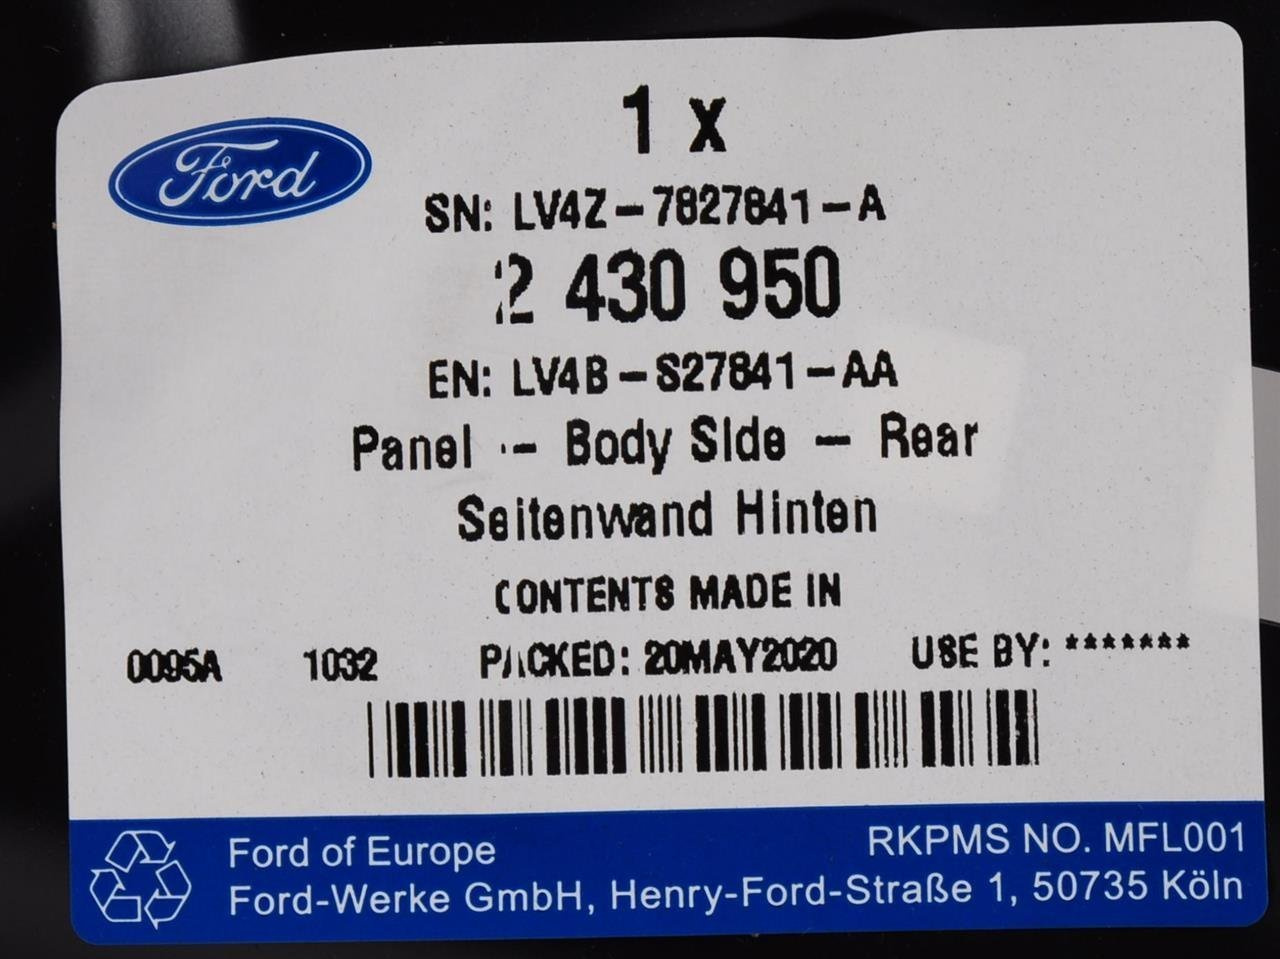 1 x
Ford
SN: LV4Z-7827841-A
2 430 950
EN: LV4B-S27841-AA
Panel - Body Side - Rear
Seitenwand Hinten
CONTENTS MADE IN
0095A 1032 PACKED: 20MAY2020 USE BY: *******
Ford of Europe RKPMS NO. MFL001
Ford-Werke GmbH, Henry-Ford-Straße 1, 50735 Köln